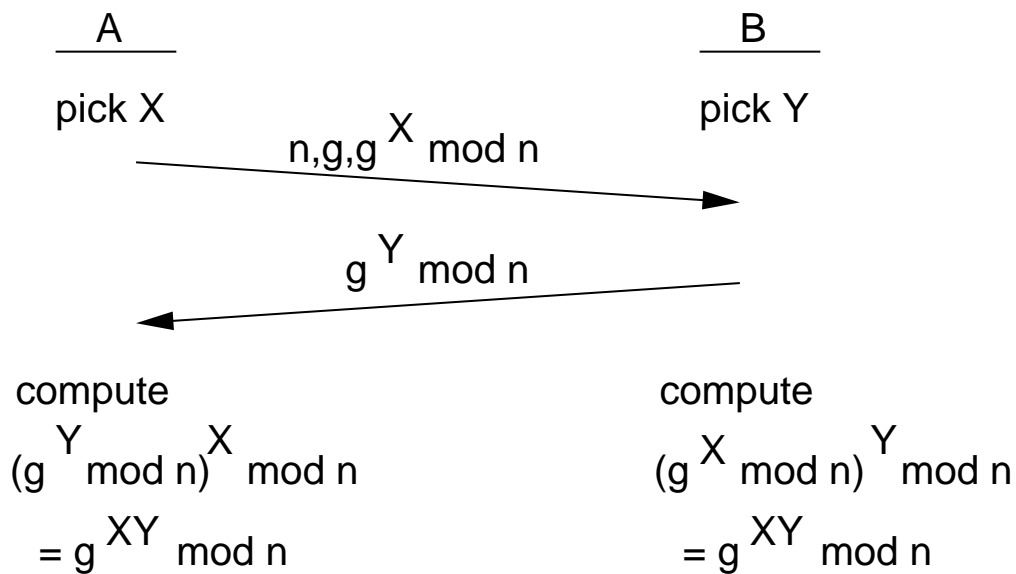 A B
pick X pick Y
n,g,g^X mod n
g^Y mod n
compute compute
(g^Y mod n)^X mod n (g^X mod n)^Y mod n
= g^XY mod n = g^XY mod n